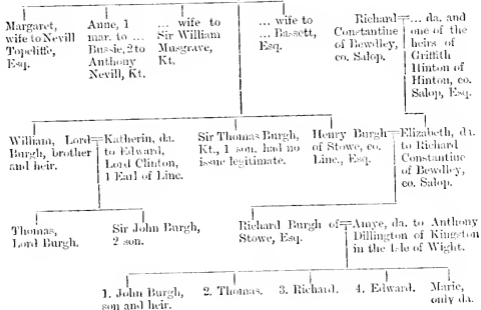 Margaret,
wife to Nevill
Topcliffe,
Esq.
Anne, 1
mar. to ...
Bussie, 2 to
Anthony
Nevill, Kt.
... wife to
Sir William
Musgrave,
Kt.
... wife to
... Bassett,
Esq.
Richard
Constantine
of Bewdley,
co. Salop.
... da. and
one of the
heirs of
Griffith
Hinton of
Hinton, co.
Salop, Esq.
William, Lord
Burgh, brother
and heir.
Katherin, da.
to Edward,
Lord Clinton,
1 Earl of Linc.
Sir Thomas Burgh,
Kt., 1 son, had no
issue legitimate.
Henry Burgh
of Stowe, co.
Linc., Esq.
Elizabeth, da.
to Richard
Constantine
of Bewdley,
co. Salop.
Thomas,
Lord Burgh.
Sir John Burgh,
2 son.
Richard Burgh of
Stowe, Esq.
Amye, da. to Anthony
Dillington of Kingston
in the Isle of Wight.
1. John Burgh,
son and heir.
2. Thomas.
3. Richard.
4. Edward.
Marie,
only da.